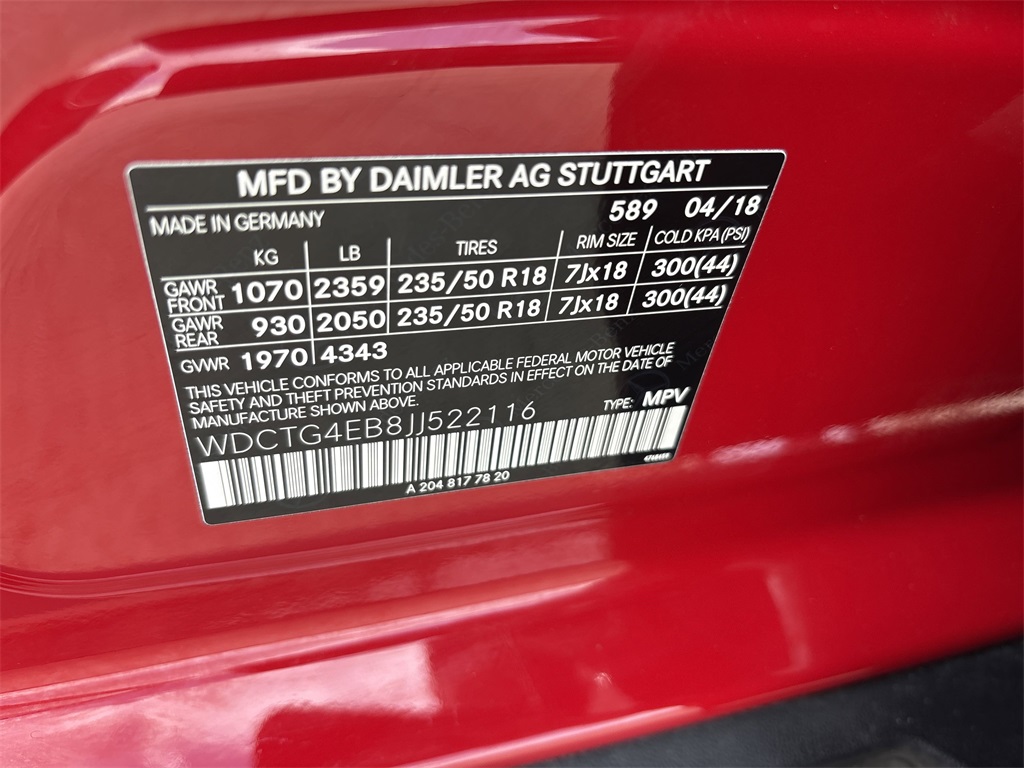 MFD BY DAIMLER AG STUTTGART
MADE IN GERMANY 589 04/18
KG LB TIRES RIM SIZE COLD KPA (PSI)
GAWR FRONT 1070 2359 235/50 R18 7Jx18 300(44)
GAWR REAR 930 2050 235/50 R18 7Jx18 300(44)
GVWR 1970 4343
THIS VEHICLE CONFORMS TO ALL APPLICABLE FEDERAL MOTOR VEHICLE
SAFETY AND THEFT PREVENTION STANDARDS IN EFFECT ON THE DATE OF
MANUFACTURE SHOWN ABOVE. TYPE: MPV
WDCTG4EB8JJ522116
A 204 817 78 20